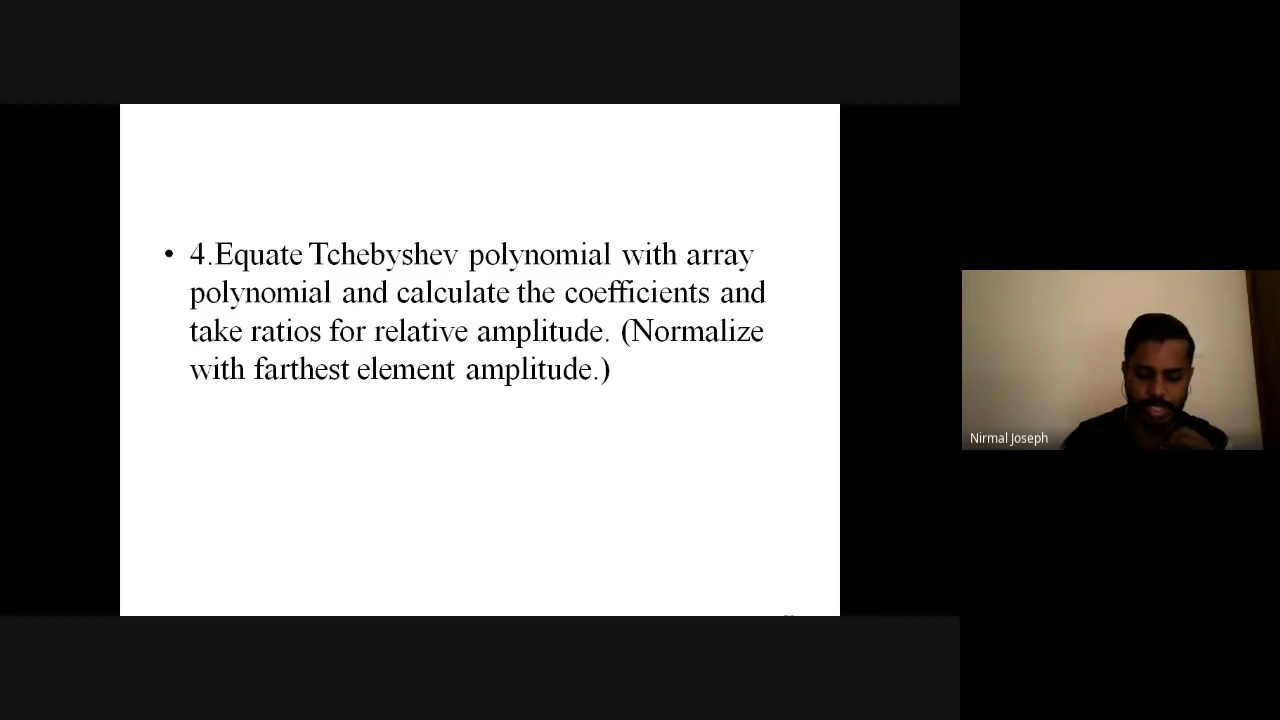 • 4.Equate Tchebyshev polynomial with array
polynomial and calculate the coefficients and
take ratios for relative amplitude. (Normalize
with farthest element amplitude.)
Nirmal Joseph